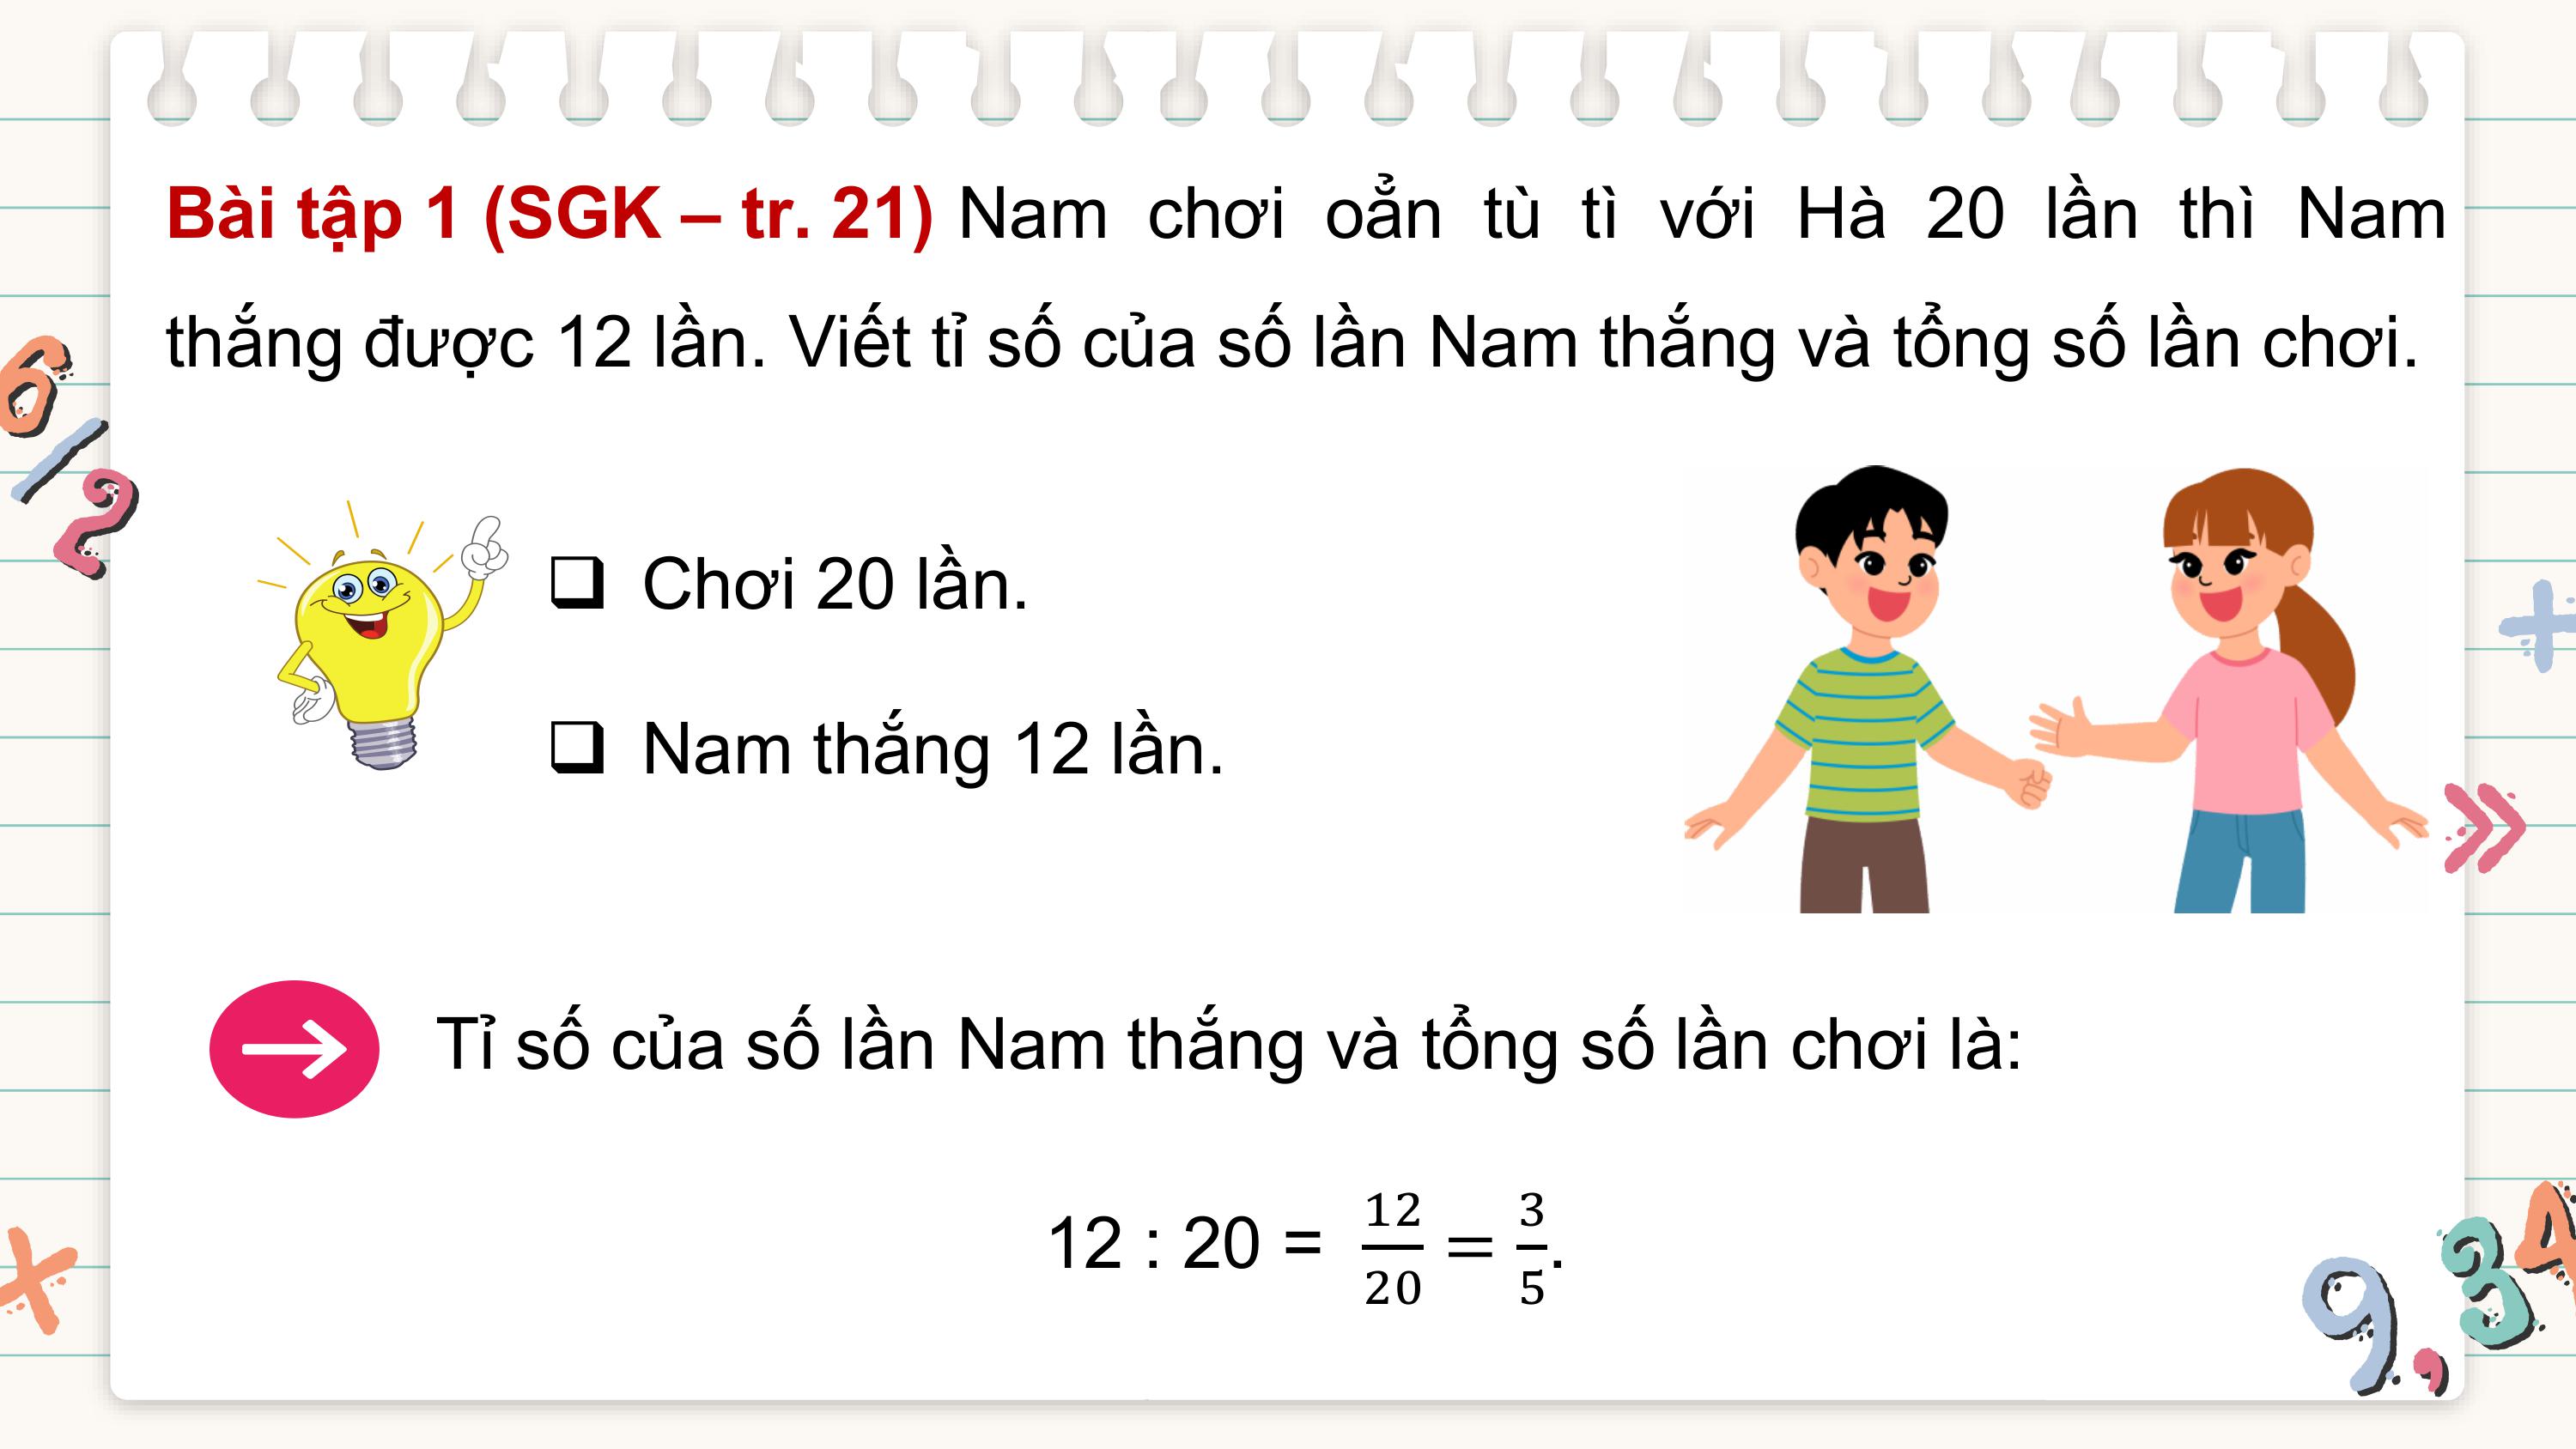 Bài tập 1 (SGK – tr. 21) Nam chơi oẳn tù tì với Hà 20 lần thì Nam
thắng được 12 lần. Viết tỉ số của số lần Nam thắng và tổng số lần chơi.
6/2
❑ Chơi 20 lần.
+
❑ Nam thắng 12 lần.
»
Tỉ số của số lần Nam thắng và tổng số lần chơi là:
12 : 20 = 12/20 = 3/5.
×
9,34